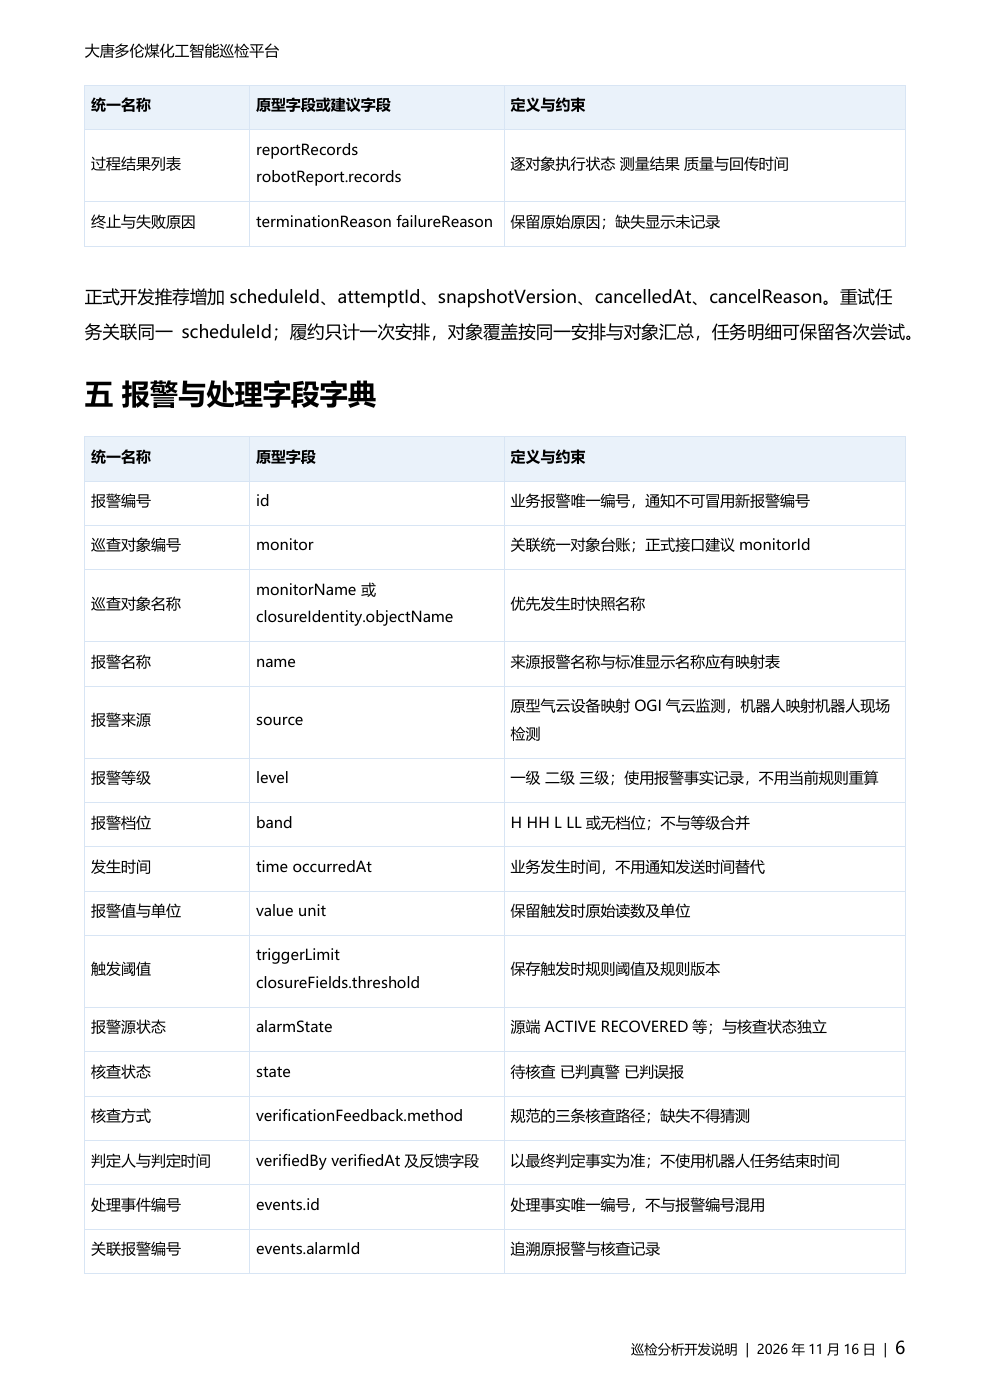 大唐多伦煤化工智能巡检平台
统一名称 原型字段或建议字段 定义与约束
过程结果列表 reportRecords robotReport.records 逐对象执行状态 测量结果 质量与回传时间
终止与失败原因 terminationReason failureReason 保留原始原因；缺失显示未记录
正式开发推荐增加 scheduleId、attemptId、snapshotVersion、cancelledAt、cancelReason。重试任
务关联同一 scheduleId；履约只计一次安排，对象覆盖按同一安排与对象汇总，任务明细可保留各次尝试。
五 报警与处理字段字典
统一名称 原型字段 定义与约束
报警编号 id 业务报警唯一编号，通知不可冒用新报警编号
巡查对象编号 monitor 关联统一对象台账；正式接口建议 monitorId
巡查对象名称 monitorName 或 closureIdentity.objectName 优先发生时快照名称
报警名称 name 来源报警名称与标准显示名称应有映射表
报警来源 source 原型气云设备映射 OGI 气云监测，机器人映射机器人现场检测
报警等级 level 一级 二级 三级；使用报警事实记录，不用当前规则重算
报警档位 band H HH L LL 或无档位；不与等级合并
发生时间 time occurredAt 业务发生时间，不用通知发送时间替代
报警值与单位 value unit 保留触发时原始读数及单位
触发阈值 triggerLimit closureFields.threshold 保存触发时规则阈值及规则版本
报警源状态 alarmState 源端 ACTIVE RECOVERED 等；与核查状态独立
核查状态 state 待核查 已判真警 已判误报
核查方式 verificationFeedback.method 规范的三条核查路径；缺失不得猜测
判定人与判定时间 verifiedBy verifiedAt 及反馈字段 以最终判定事实为准；不使用机器人任务结束时间
处理事件编号 events.id 处理事实唯一编号，不与报警编号混用
关联报警编号 events.alarmId 追溯原报警与核查记录
巡检分析开发说明 | 2026 年 11 月 16 日 | 6